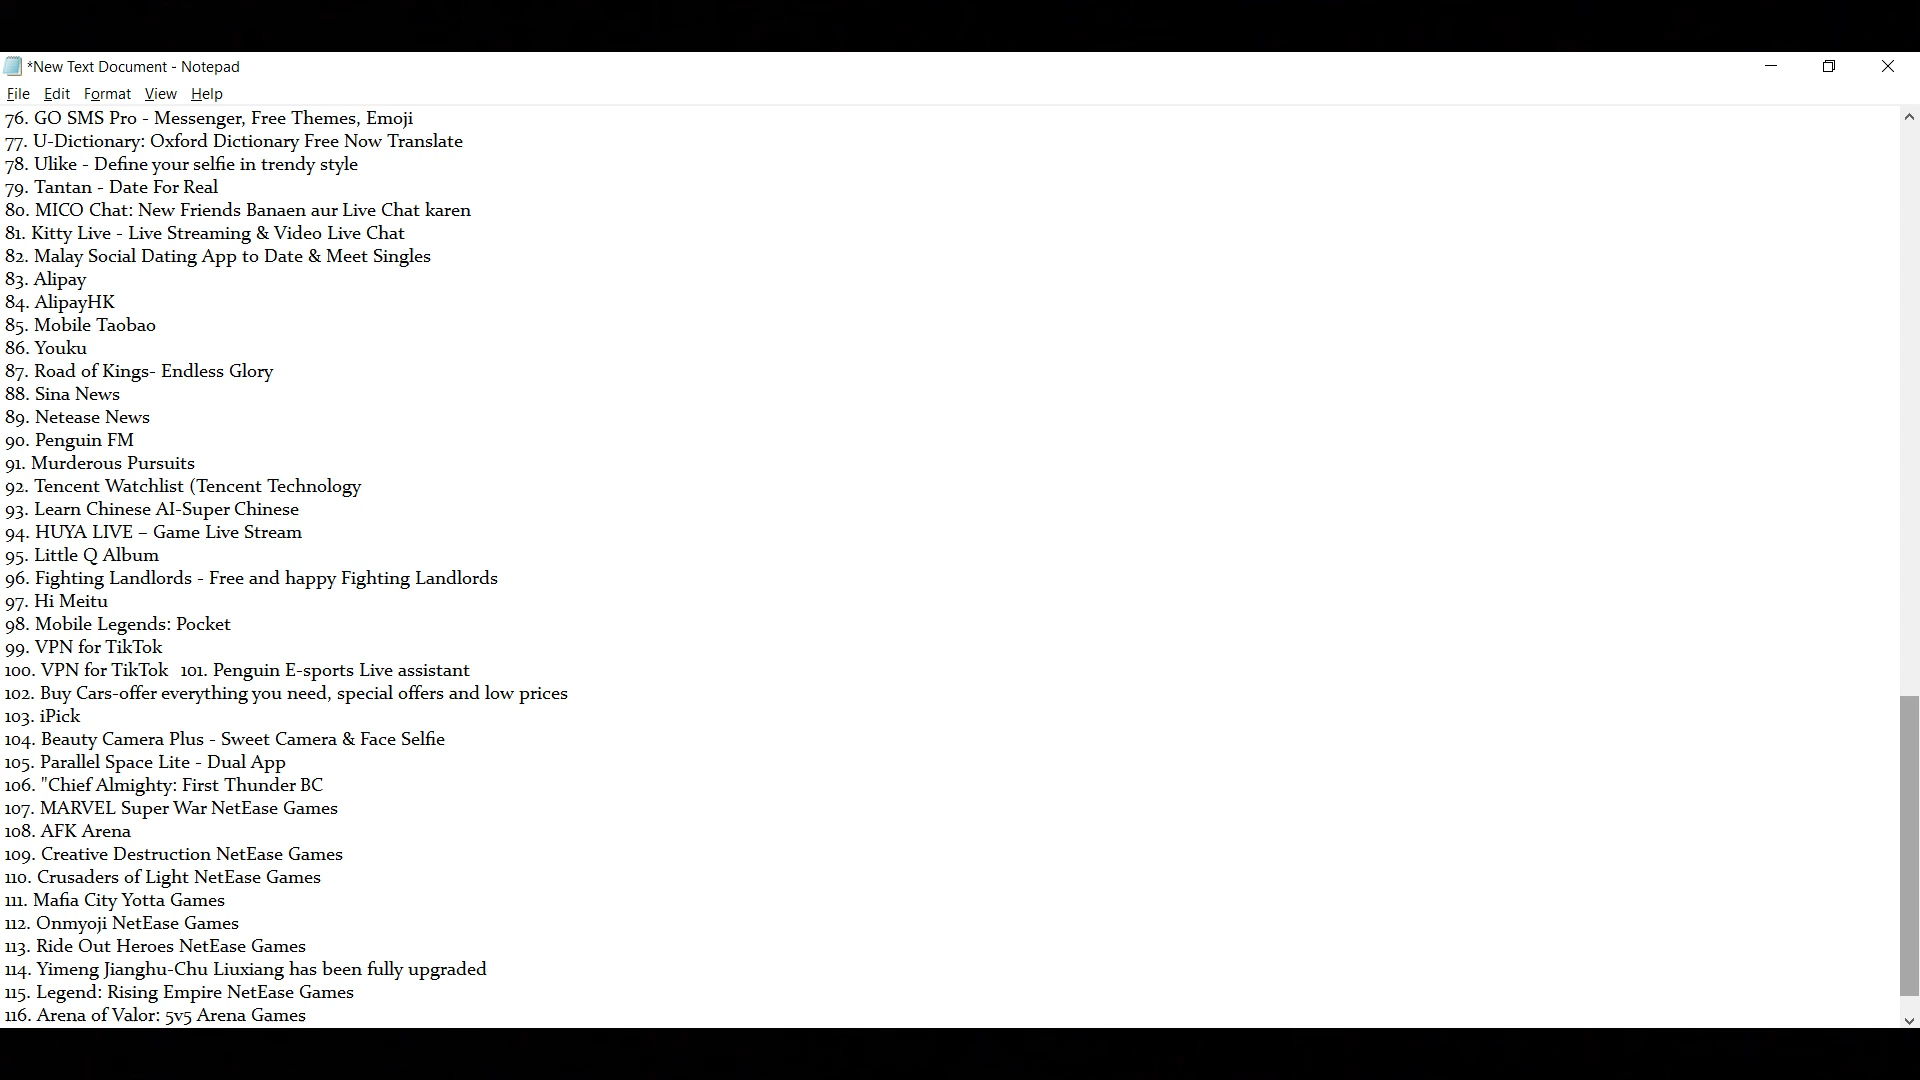 *New Text Document - Notepad
File Edit Format View Help
76. GO SMS Pro - Messenger, Free Themes, Emoji
77. U-Dictionary: Oxford Dictionary Free Now Translate
78. Ulike - Define your selfie in trendy style
79. Tantan - Date For Real
80. MICO Chat: New Friends Banaen aur Live Chat karen
81. Kitty Live - Live Streaming & Video Live Chat
82. Malay Social Dating App to Date & Meet Singles
83. Alipay
84. AlipayHK
85. Mobile Taobao
86. Youku
87. Road of Kings- Endless Glory
88. Sina News
89. Netease News
90. Penguin FM
91. Murderous Pursuits
92. Tencent Watchlist (Tencent Technology
93. Learn Chinese AI-Super Chinese
94. HUYA LIVE – Game Live Stream
95. Little Q Album
96. Fighting Landlords - Free and happy Fighting Landlords
97. Hi Meitu
98. Mobile Legends: Pocket
99. VPN for TikTok
100. VPN for TikTok 101. Penguin E-sports Live assistant
102. Buy Cars-offer everything you need, special offers and low prices
103. iPick
104. Beauty Camera Plus - Sweet Camera & Face Selfie
105. Parallel Space Lite - Dual App
106. "Chief Almighty: First Thunder BC
107. MARVEL Super War NetEase Games
108. AFK Arena
109. Creative Destruction NetEase Games
110. Crusaders of Light NetEase Games
111. Mafia City Yotta Games
112. Onmyoji NetEase Games
113. Ride Out Heroes NetEase Games
114. Yimeng Jianghu-Chu Liuxiang has been fully upgraded
115. Legend: Rising Empire NetEase Games
116. Arena of Valor: 5v5 Arena Games